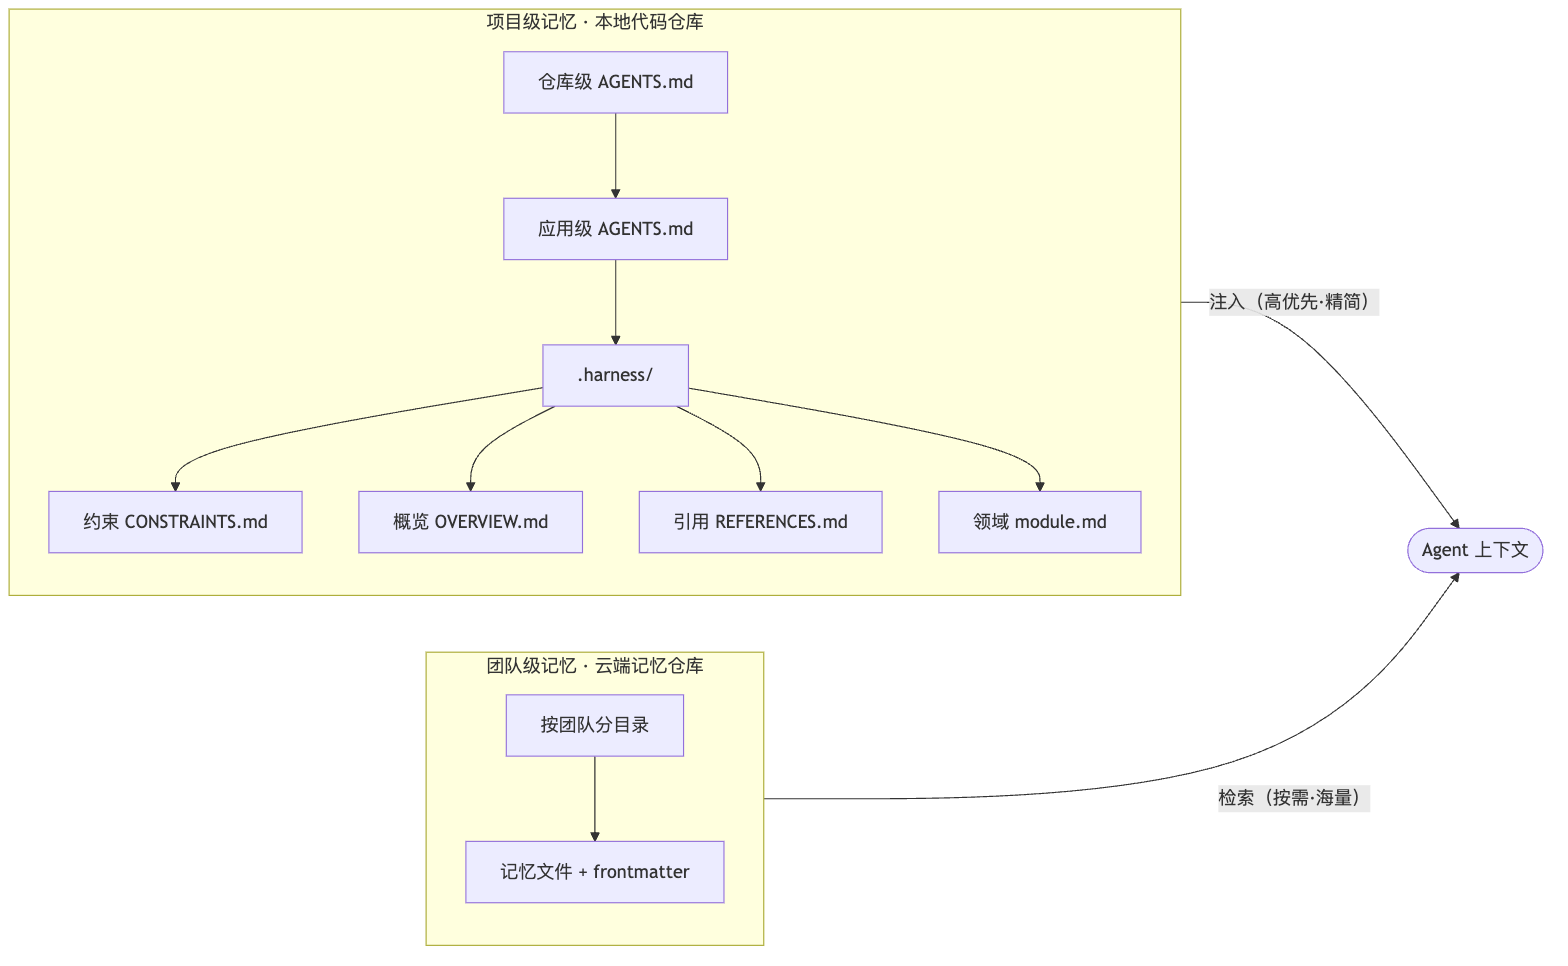 项目级记忆 · 本地代码仓库
仓库级 AGENTS.md
应用级 AGENTS.md
.harness/
约束 CONSTRAINTS.md
概览 OVERVIEW.md
引用 REFERENCES.md
领域 module.md
注入（高优先·精简）
Agent 上下文
团队级记忆 · 云端记忆仓库
按团队分目录
记忆文件 + frontmatter
检索（按需·海量）